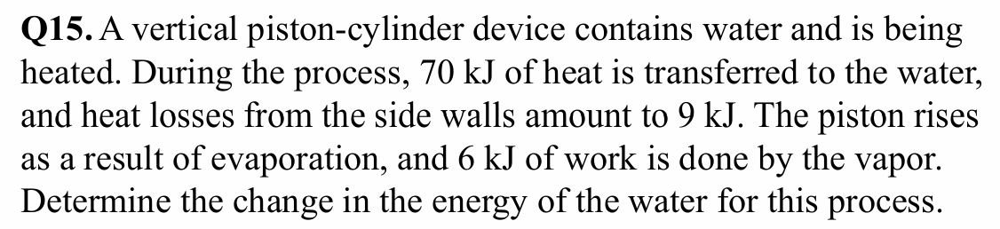 Q15. A vertical piston-cylinder device contains water and is being
heated. During the process, 70 kJ of heat is transferred to the water,
and heat losses from the side walls amount to 9 kJ. The piston rises
as a result of evaporation, and 6 kJ of work is done by the vapor.
Determine the change in the energy of the water for this process.